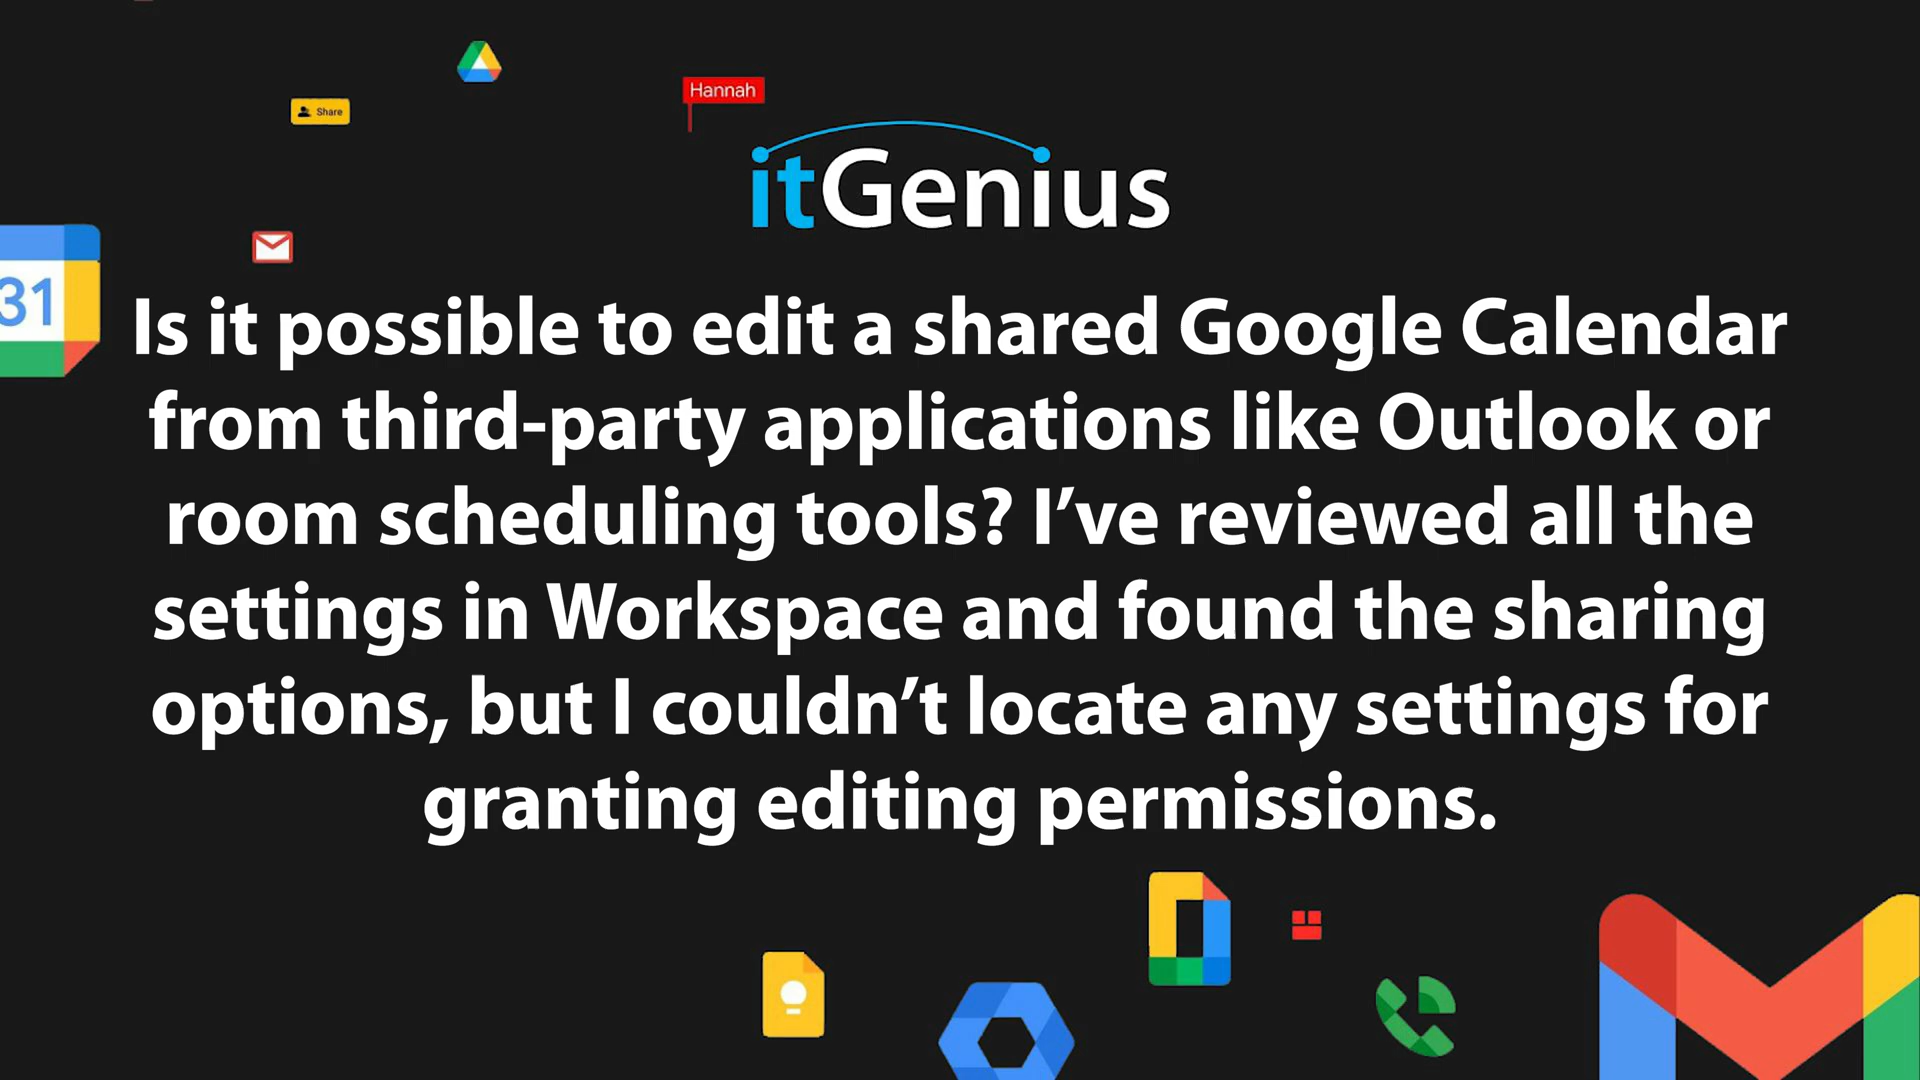 Share
Hannah
itGenius
31
Is it possible to edit a shared Google Calendar
from third-party applications like Outlook or
room scheduling tools? I’ve reviewed all the
settings in Workspace and found the sharing
options, but I couldn’t locate any settings for
granting editing permissions.